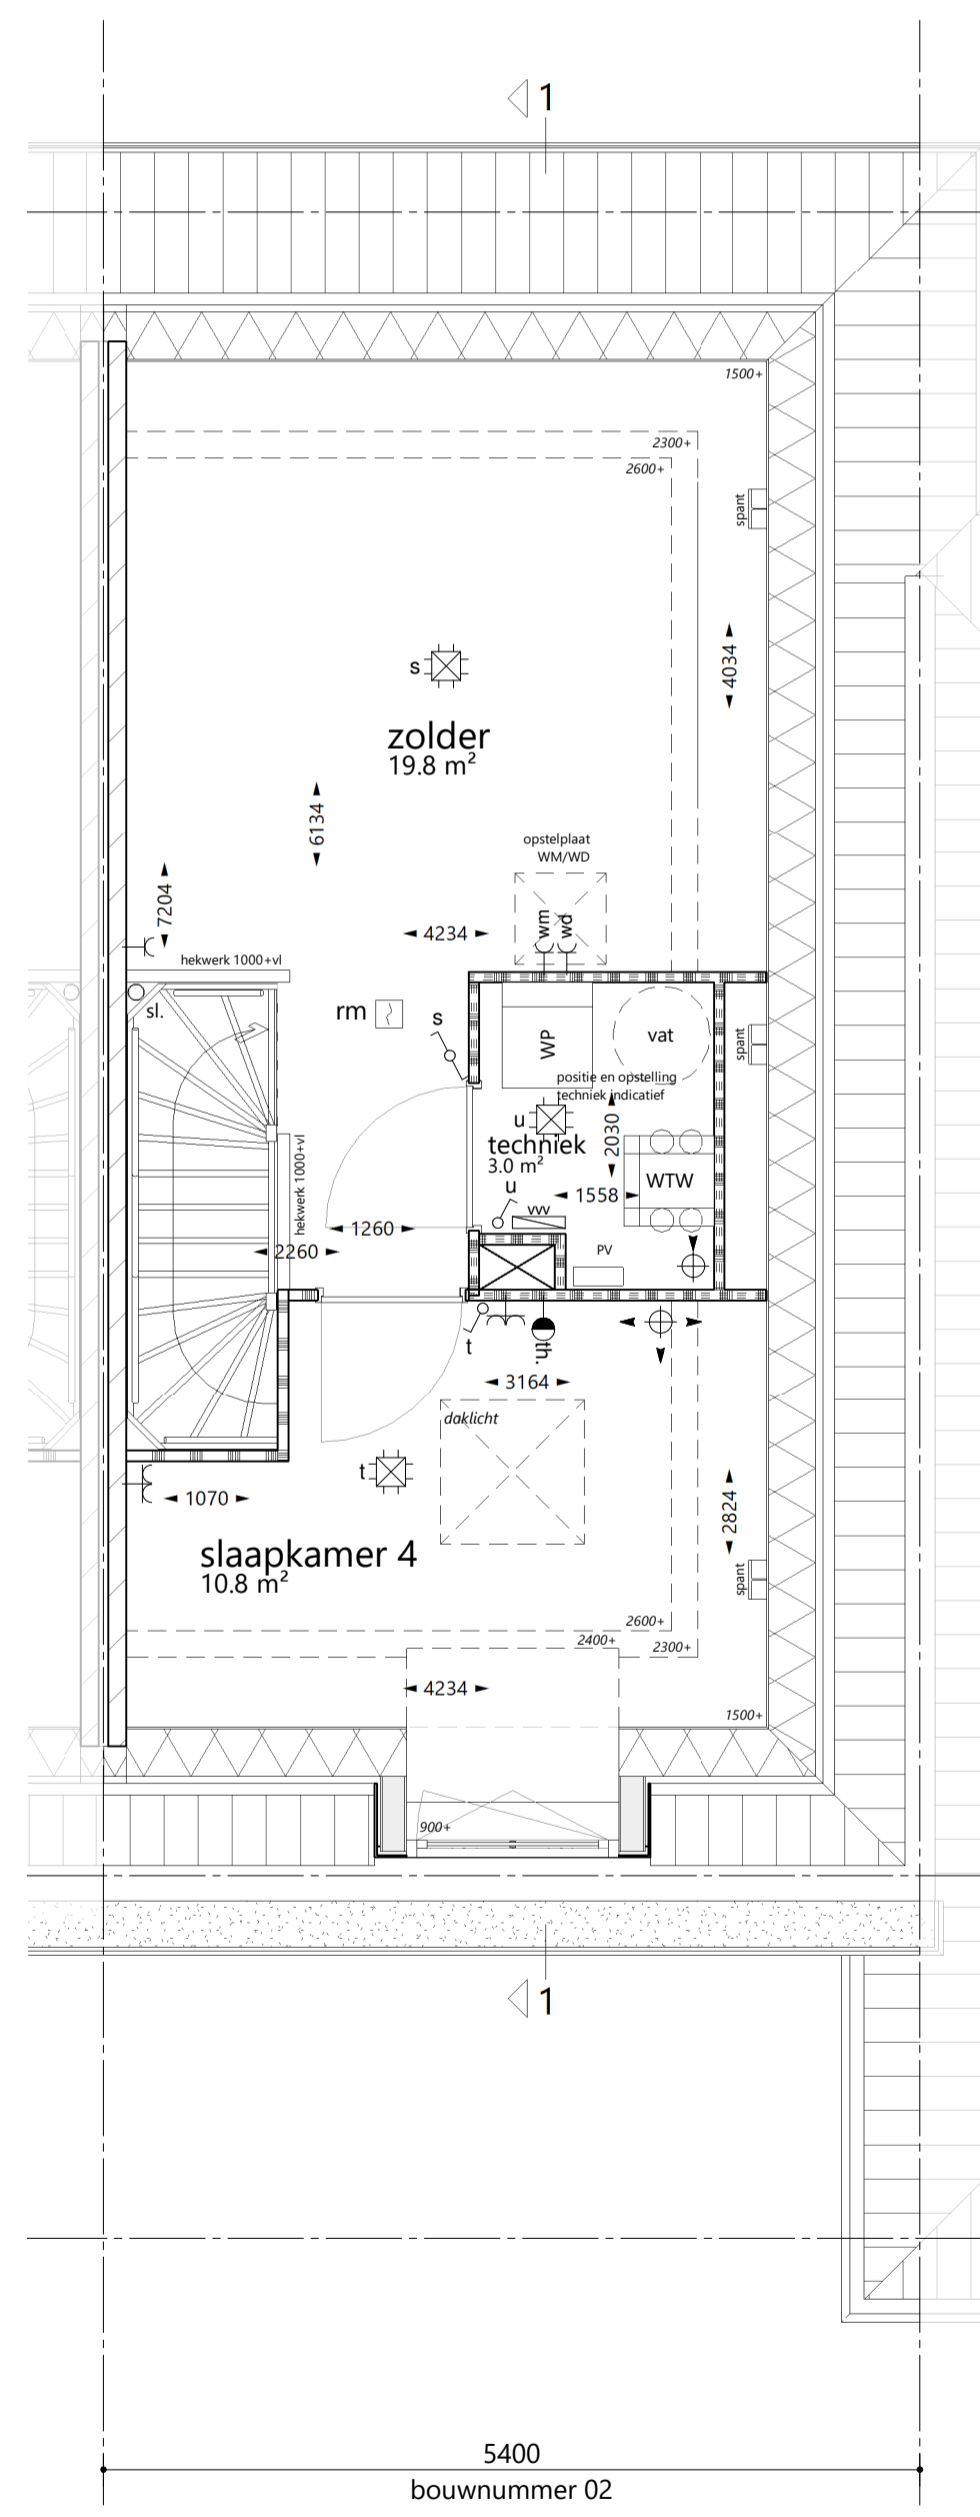 1
1500+
2300+
2600+
spant
s
4034
zolder
19.8 m²
6134
opstelplaat
WM/WD
7204
wm
wd
4234
hekwerk 1000+vl
sl.
rm
s
WP
vat
spant
positie en opstelling
techniek indicatief
u
2030
techniek
3.0 m²
WTW
u
1558
vvv
hekwerk 1000+vl
1260
2260
PV
t
th.
3164
daklicht
t
1070
2824
slaapkamer 4
10.8 m²
spant
2600+
2400+
2300+
4234
1500+
900+
1
5400
bouwnummer 02